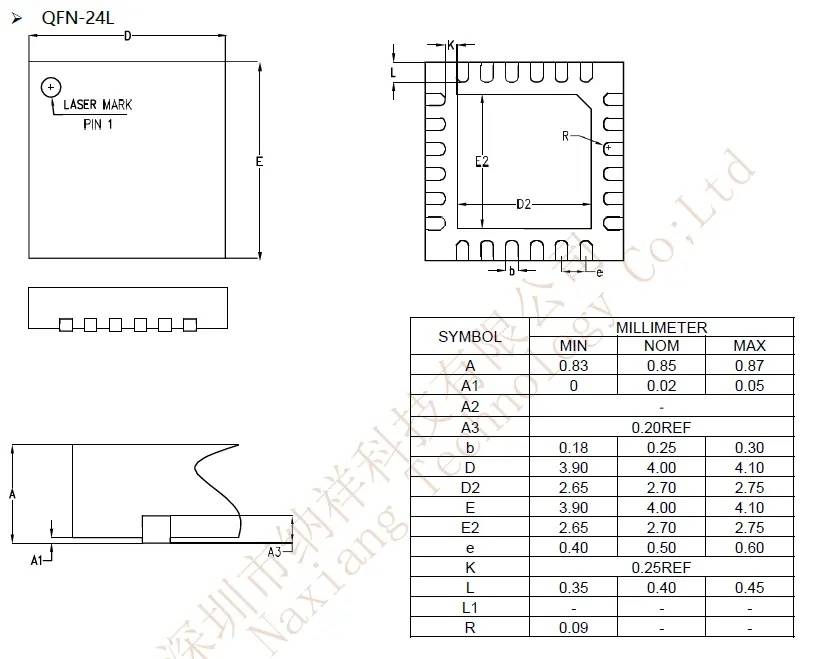 ➢ QFN-24L
D
LASER MARK
PIN 1
E
K
L
R
E2
D2
b
e
A
A1
A3
SYMBOL MILLIMETER
MIN NOM MAX
A 0.83 0.85 0.87
A1 0 0.02 0.05
A2 -
A3 0.20REF
b 0.18 0.25 0.30
D 3.90 4.00 4.10
D2 2.65 2.70 2.75
E 3.90 4.00 4.10
E2 2.65 2.70 2.75
e 0.40 0.50 0.60
K 0.25REF
L 0.35 0.40 0.45
L1 - - -
R 0.09 - -
深圳市纳祥科技有限公司
Naxiang Technology Co;Ltd